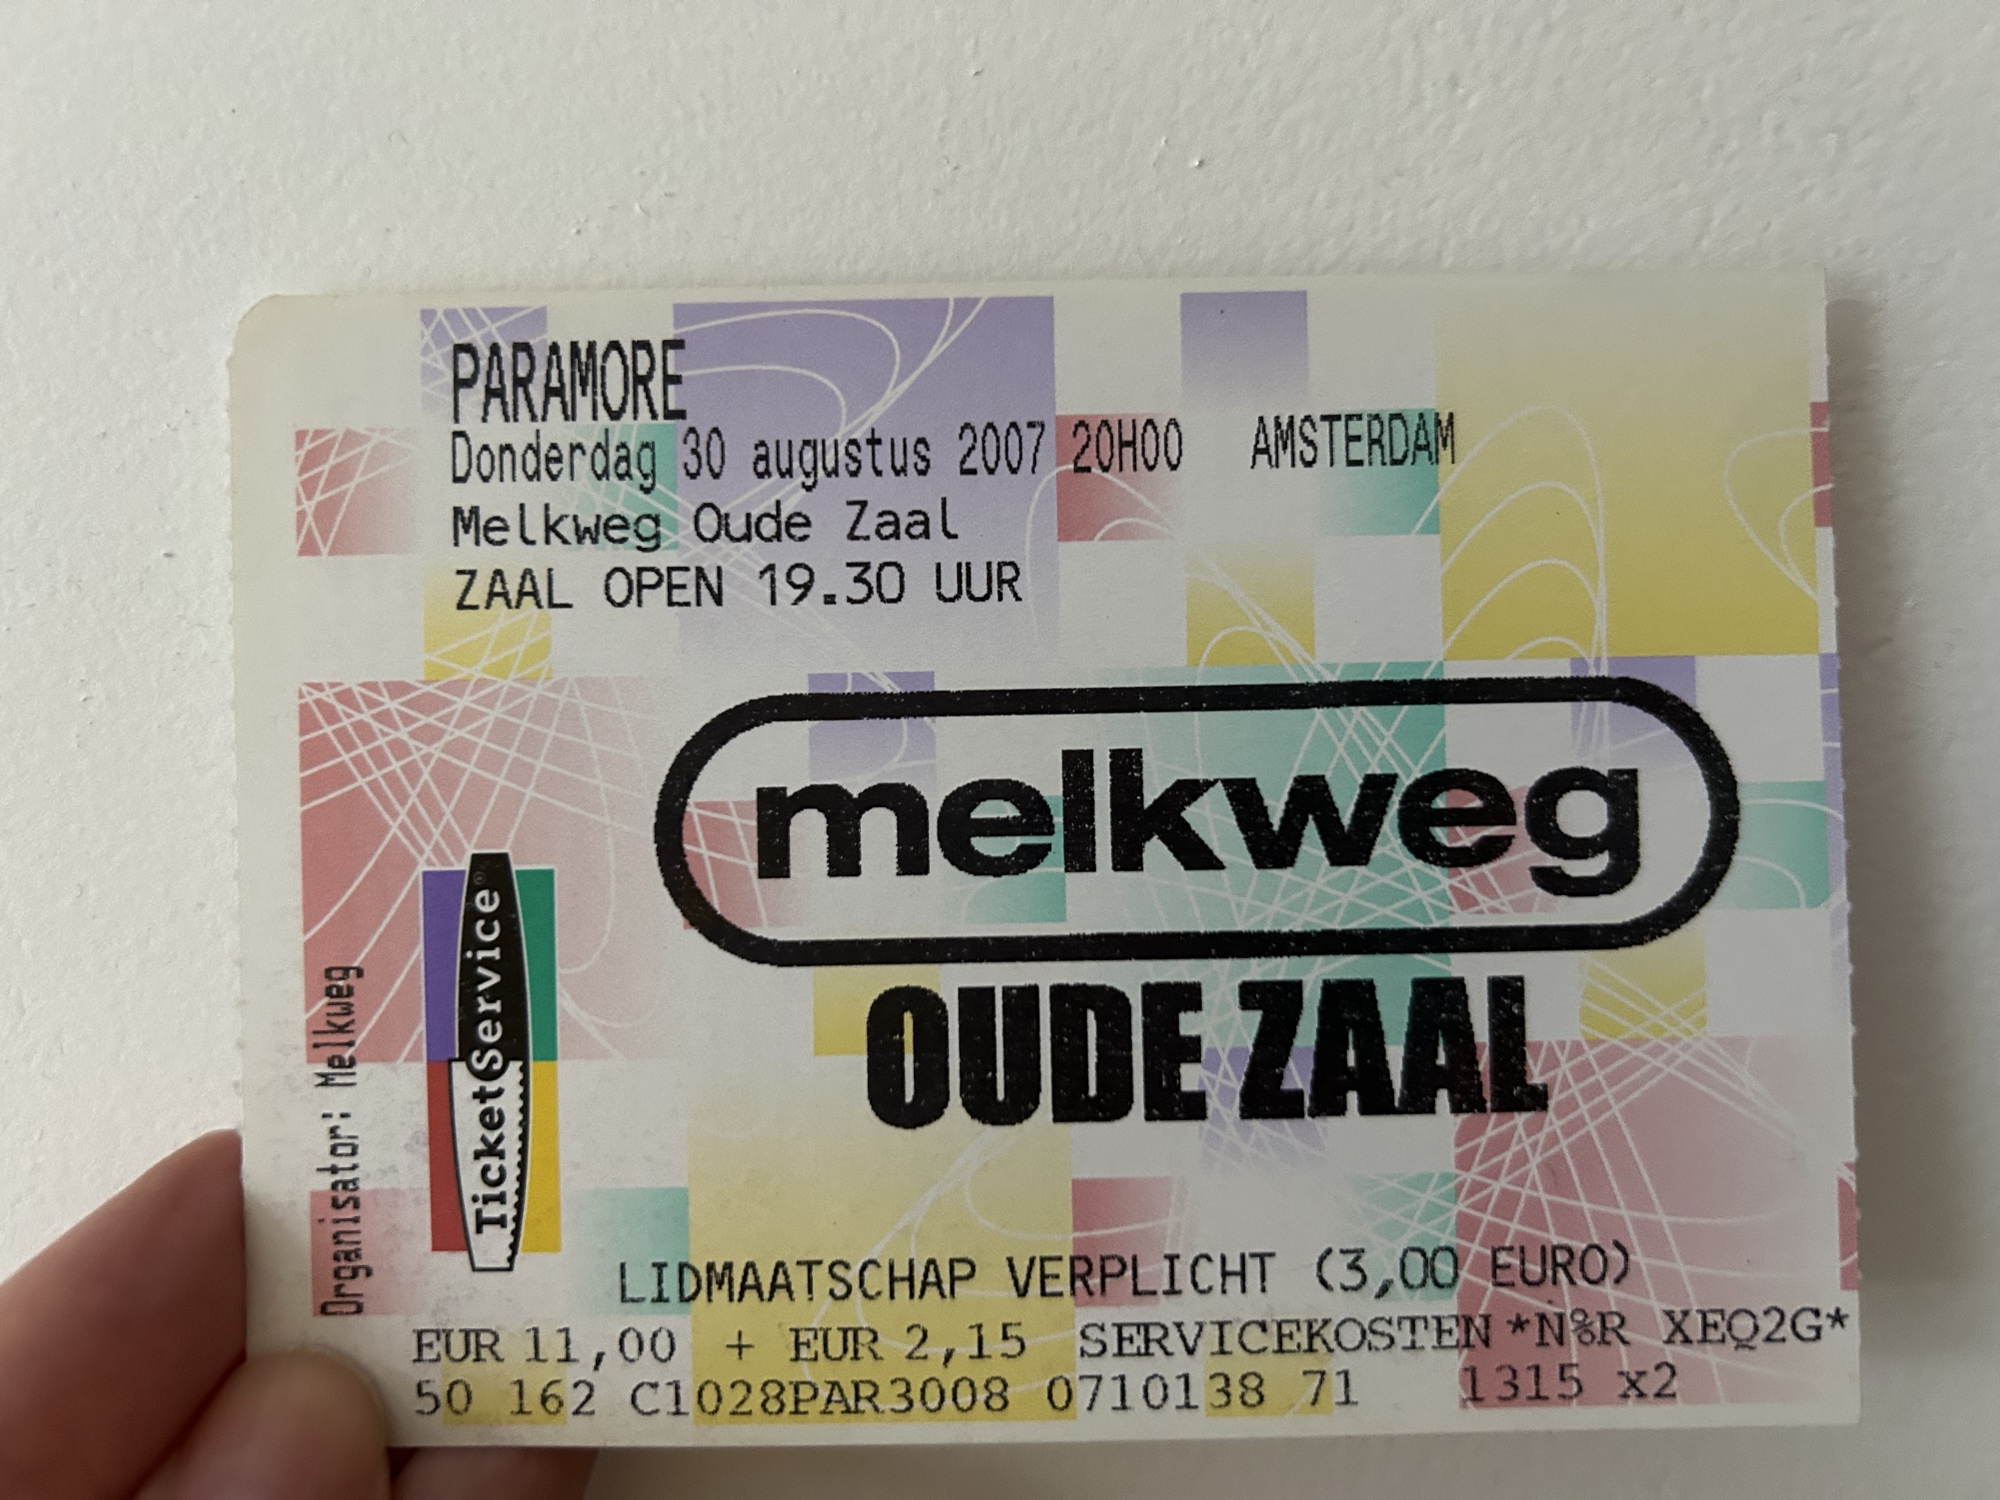 PARAMORE
Donderdag 30 augustus 2007 20H00 AMSTERDAM
Melkweg Oude Zaal
ZAAL OPEN 19.30 UUR
melkweg
OUDE ZAAL
Organisator: Melkweg
TicketService®
LIDMAATSCHAP VERPLICHT (3,00 EURO)
EUR 11,00 + EUR 2,15 SERVICEKOSTEN *N%R XEQ2G*
50 162 C1028PAR3008 0710138 71 1315 x2